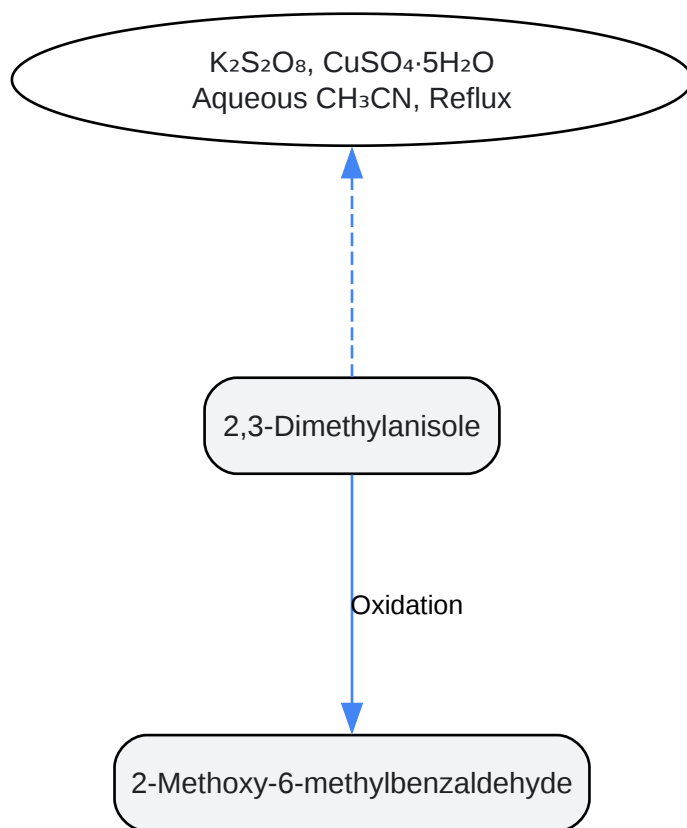 K₂S₂O₈, CuSO₄·5H₂O
Aqueous CH₃CN, Reflux
2,3-Dimethylanisole
Oxidation
2-Methoxy-6-methylbenzaldehyde